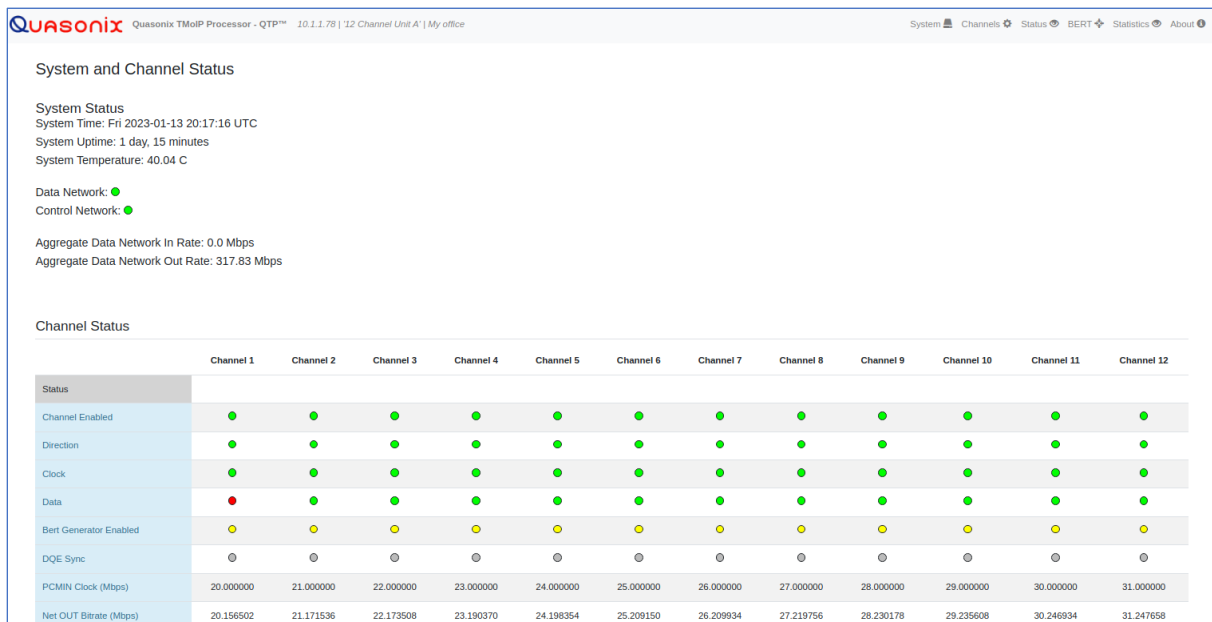 QUASONIX Quasonix TMoIP Processor - QTP™ 10.1.1.78 | '12 Channel Unit A' | My office System Channels Status BERT Statistics About
System and Channel Status
System Status
System Time: Fri 2023-01-13 20:17:16 UTC
System Uptime: 1 day, 15 minutes
System Temperature: 40.04 C
Data Network:
Control Network:
Aggregate Data Network In Rate: 0.0 Mbps
Aggregate Data Network Out Rate: 317.83 Mbps
Channel Status
Channel 1 Channel 2 Channel 3 Channel 4 Channel 5 Channel 6 Channel 7 Channel 8 Channel 9 Channel 10 Channel 11 Channel 12
Status
Channel Enabled
Direction
Clock
Data
Bert Generator Enabled
DQE Sync
PCMIN Clock (Mbps) 20.000000 21.000000 22.000000 23.000000 24.000000 25.000000 26.000000 27.000000 28.000000 29.000000 30.000000 31.000000
Net OUT Bitrate (Mbps) 20.156502 21.171536 22.173508 23.190370 24.198354 25.209150 26.209934 27.219756 28.230178 29.235608 30.246934 31.247658